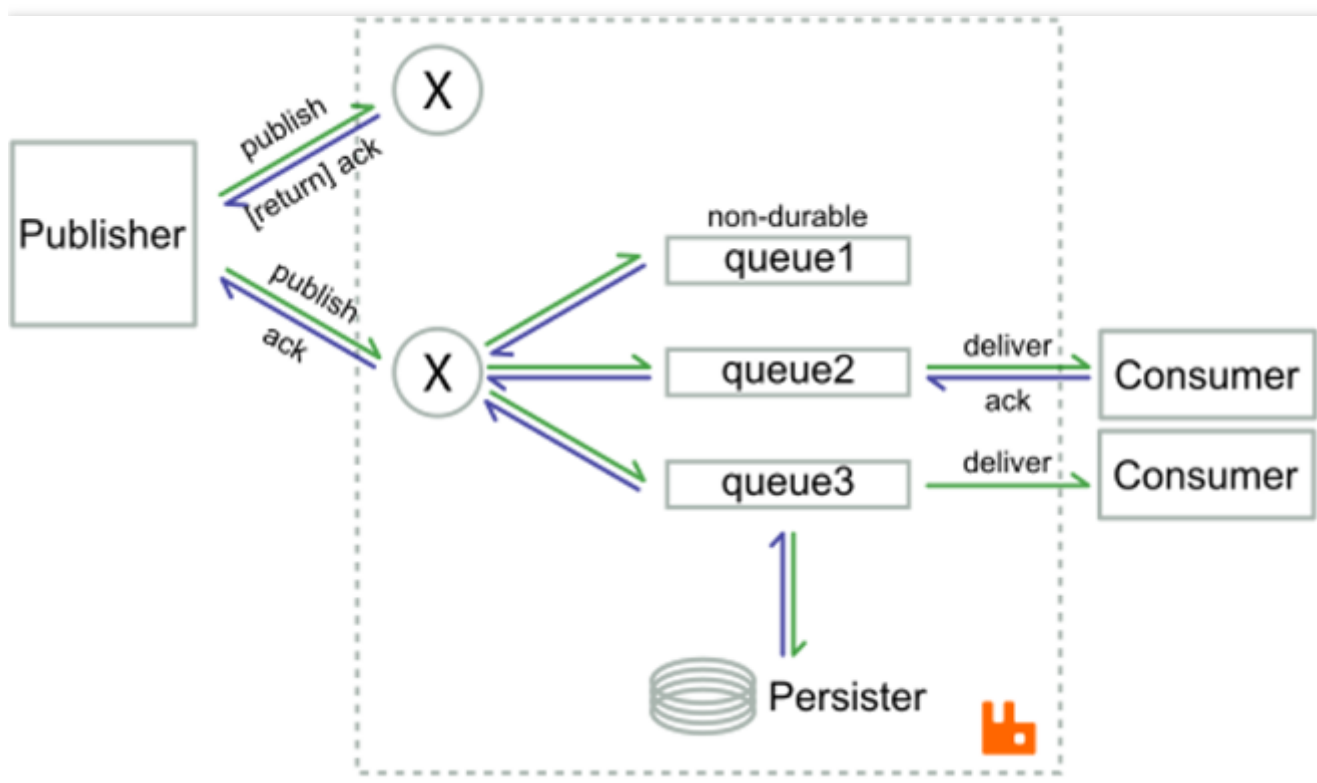 X
publish
[return] ack
Publisher
publish
ack
X
non-durable
queue1
queue2
deliver
ack
Consumer
queue3
deliver
Consumer
Persister